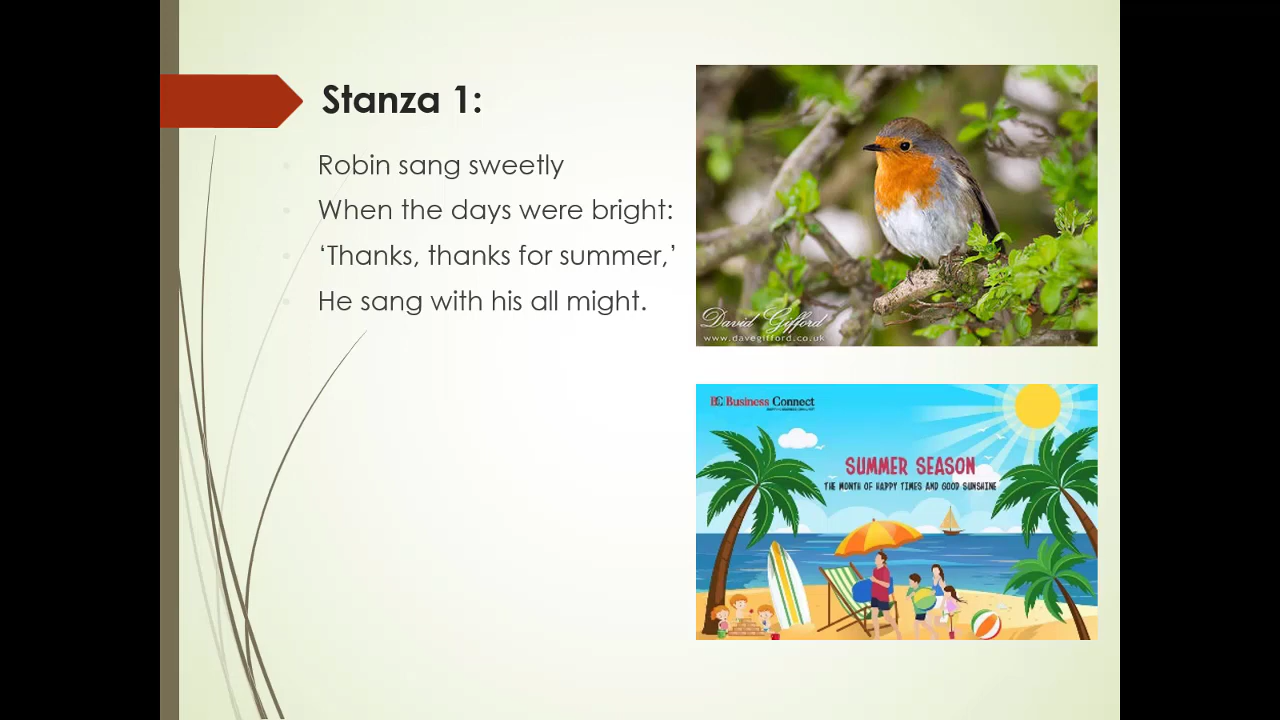 Stanza 1:
Robin sang sweetly
When the days were bright:
‘Thanks, thanks for summer,’
He sang with his all might.
David Gifford
www.davegifford.co.uk
BC Business Connect
SUMMER SEASON
THE MONTH OF HAPPY TIMES AND GOOD SUNSHINE